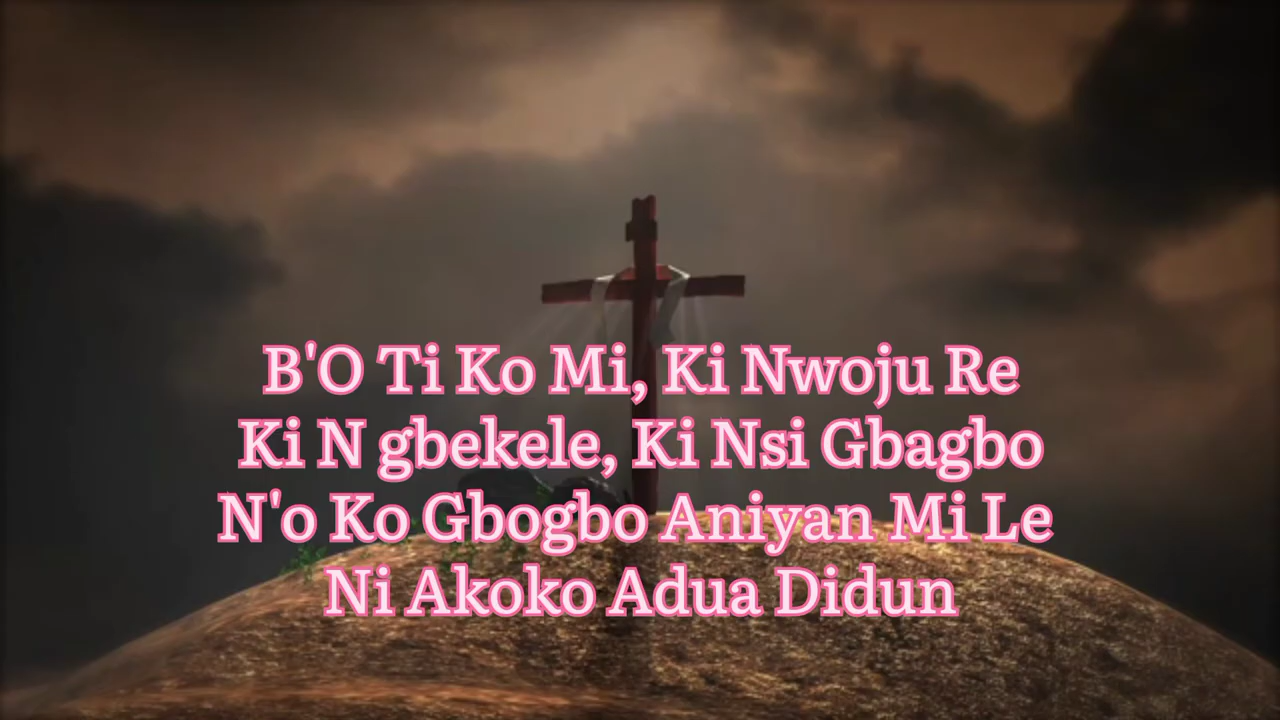 B'O Ti Ko Mi, Ki Nwoju Re
Ki N gbekele, Ki Nsi Gbagbo
N'o Ko Gbogbo Aniyan Mi Le
Ni Akoko Adua Didun